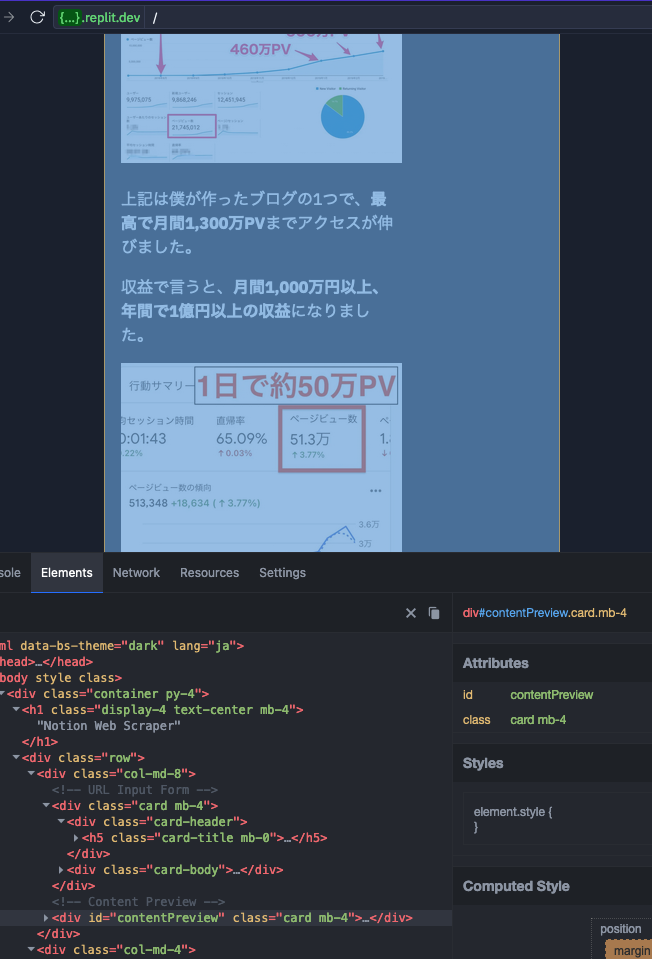 {...}.replit.dev /
460万PV
9,975,075 9,868,246 12,451,945
21,745,012
上記は僕が作ったブログの1つで、最
高で月間1,300万PVまでアクセスが伸
びました。
収益で言うと、月間1,000万円以上、
年間で1億円以上の収益になりまし
た。
行動サマリー 1日で約50万PV
均セッション時間 直帰率 ページビュー数 ペ
0:01:43 65.09% 51.3万 1.
.22% ↑0.03% ↑3.77%
ページビュー数の傾向
513,348 +18,634 (↑3.77%)
3.6万
3万
sole Elements Network Resources Settings
div#contentPreview.card.mb-4
ml data-bs-theme="dark" lang="ja">
head>…</head>
body style class>
<div class="container py-4">
<h1 class="display-4 text-center mb-4">
"Notion Web Scraper"
</h1>
<div class="row">
<div class="col-md-8">
<!-- URL Input Form -->
<div class="card mb-4">
<div class="card-header">
<h5 class="card-title mb-0">…</h5>
</div>
<div class="card-body">…</div>
</div>
<!-- Content Preview -->
<div id="contentPreview" class="card mb-4">…</div>
</div>
<div class="col-md-4">
Attributes
id contentPreview
class card mb-4
Styles
element.style {
}
Computed Style
position
margin